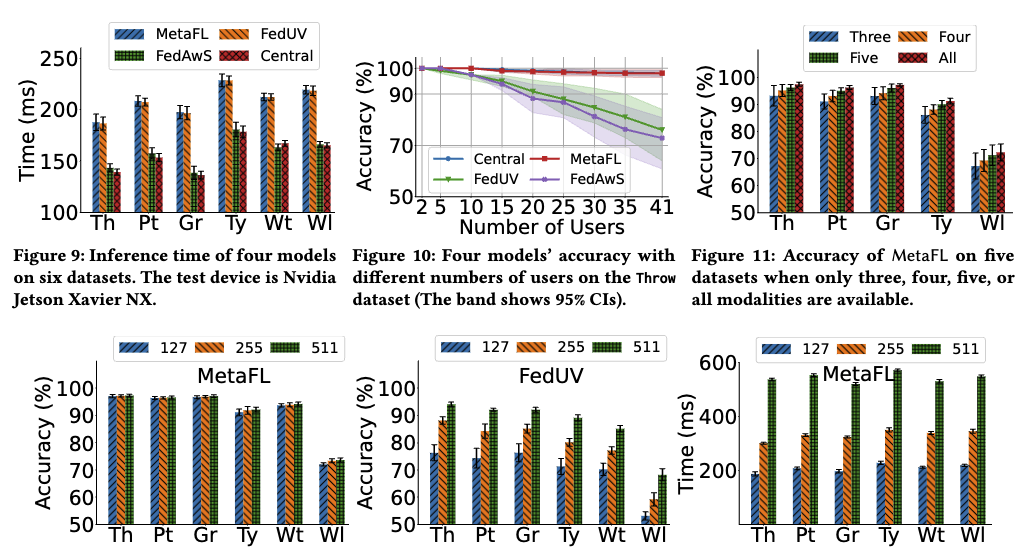 MetaFL FedUV
FedAwS Central
Time (ms)
250
200
150
100
Th Pt Gr Ty Wt Wl
Figure 9: Inference time of four models
on six datasets. The test device is Nvidia
Jetson Xavier NX.
Accuracy (%)
100
90
70
50
Central MetaFL
FedUV FedAwS
2 5 10 15 20 25 30 35 41
Number of Users
Figure 10: Four models' accuracy with
different numbers of users on the Throw
dataset (The band shows 95% CIs).
Three Four
Five All
Accuracy (%)
100
90
80
70
60
50
Th Pt Gr Ty Wl
Figure 11: Accuracy of MetaFL on five
datasets when only three, four, five, or
all modalities are available.
127 255 511
MetaFL
Accuracy (%)
100
90
80
70
60
50
Th Pt Gr Ty Wt Wl
127 255 511
FedUV
Accuracy (%)
100
90
80
70
60
50
Th Pt Gr Ty Wt Wl
127 255 511
MetaFL
Time (ms)
600
400
200
Th Pt Gr Ty Wt Wl